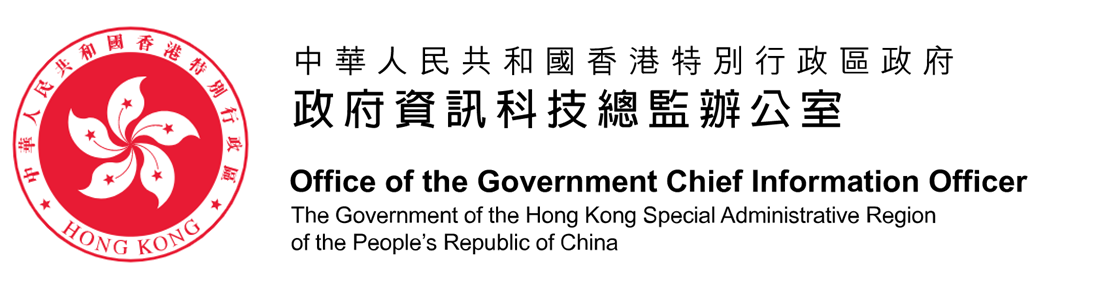 中華人民共和國香港特別行政區
HONG KONG
中華人民共和國香港特別行政區政府
政府資訊科技總監辦公室
Office of the Government Chief Information Officer
The Government of the Hong Kong Special Administrative Region
of the People’s Republic of China